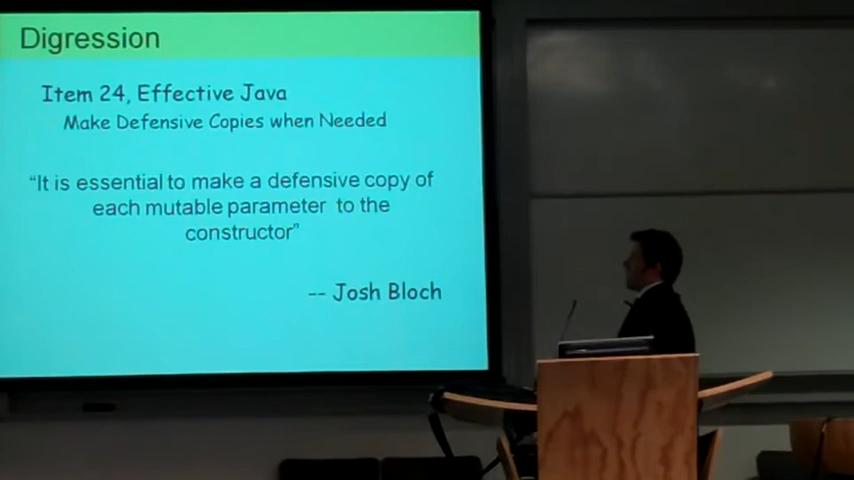 Digression
Item 24, Effective Java
Make Defensive Copies when Needed
“It is essential to make a defensive copy of
each mutable parameter to the
constructor”
-- Josh Bloch